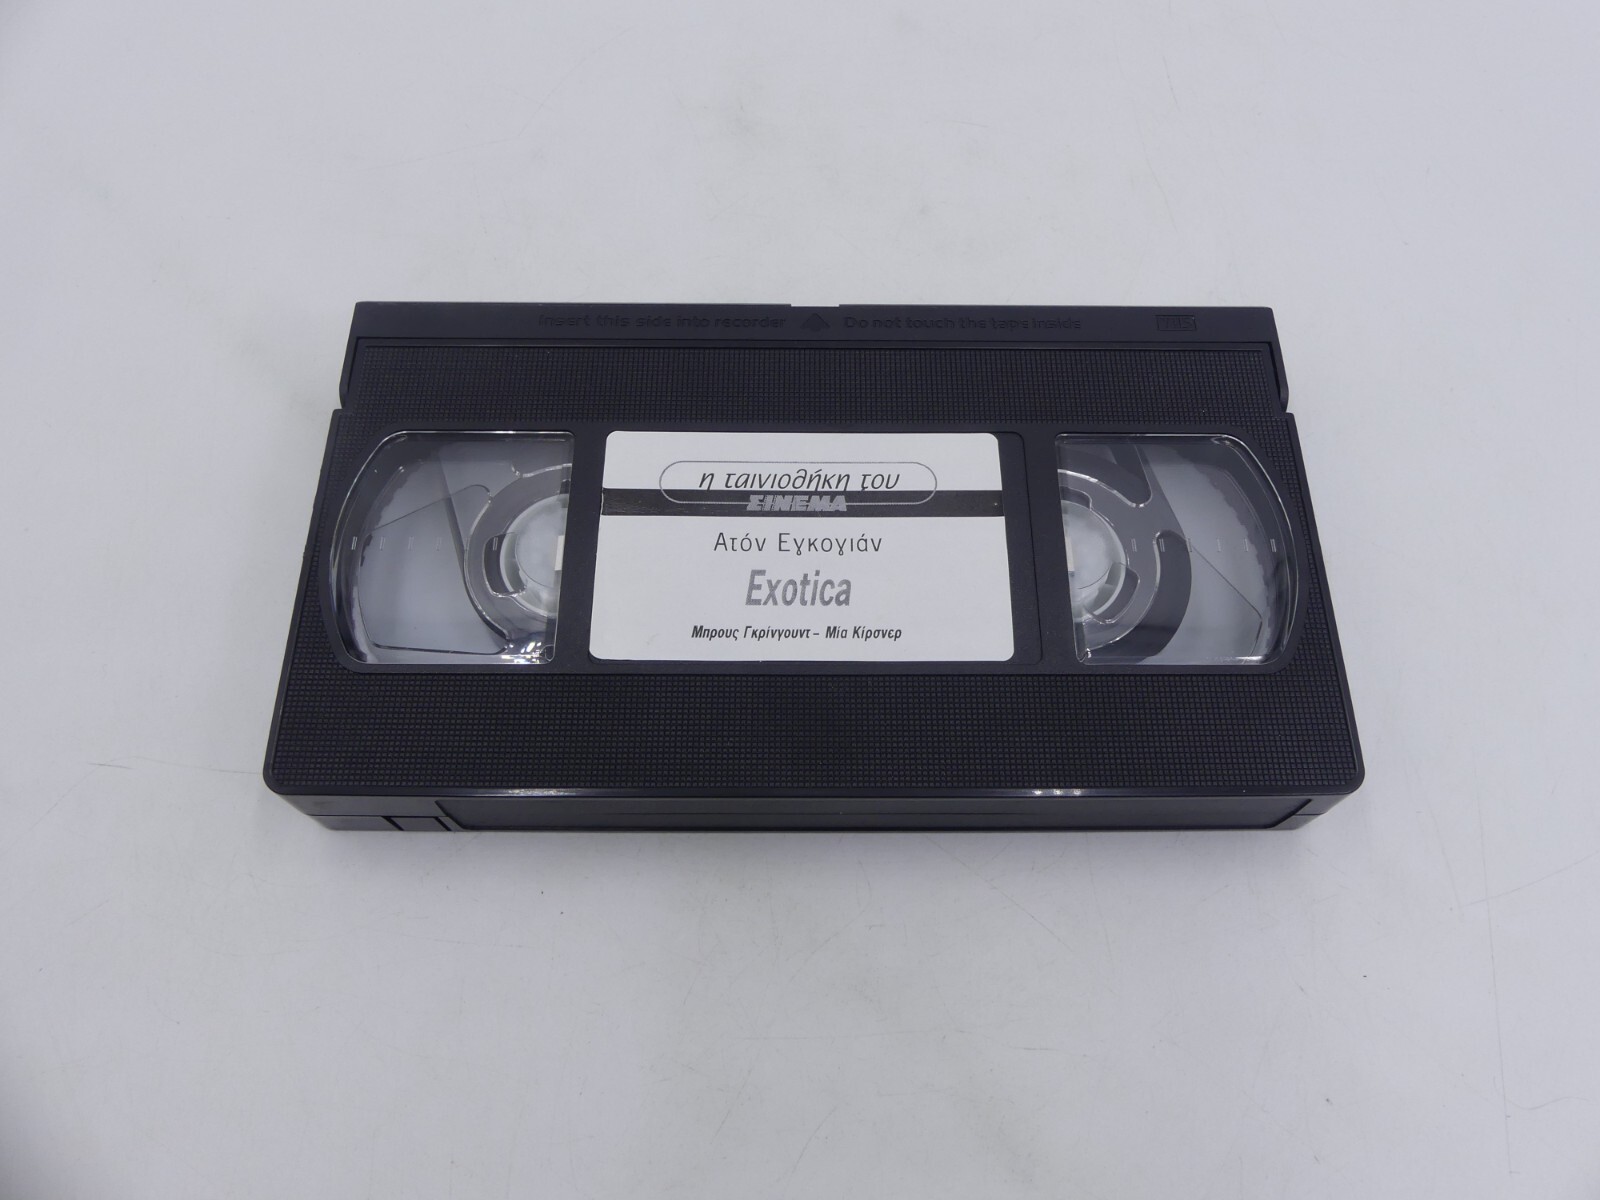 Insert this side into recorder Do not touch the tape inside VHS
η ταινιοθήκη του
ΣΙΝΕΜΑ
Ατόν Εγκογιάν
Exotica
Μπρους Γκρίνγουντ - Μία Κίρσνερ